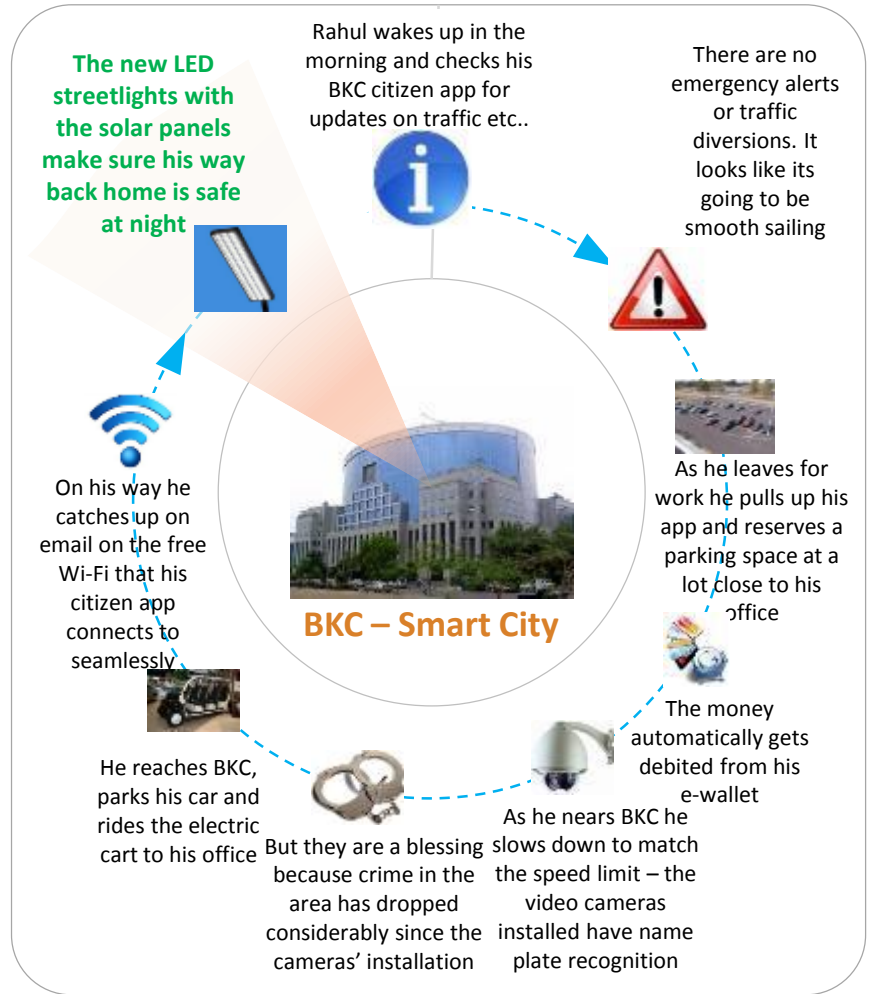 Rahul wakes up in the
morning and checks his
BKC citizen app for
updates on traffic etc..
There are no
emergency alerts
or traffic
diversions. It
looks like its
going to be
smooth sailing
As he leaves for
work he pulls up his
app and reserves a
parking space at a
lot close to his
office
The money
automatically gets
debited from his
e-wallet
As he nears BKC he
slows down to match
the speed limit – the
video cameras
installed have name
plate recognition
But they are a blessing
because crime in the
area has dropped
considerably since the
cameras’ installation
He reaches BKC,
parks his car and
rides the electric
cart to his office
On his way he
catches up on
email on the free
Wi-Fi that his
citizen app
connects to
seamlessly
The new LED
streetlights with
the solar panels
make sure his way
back home is safe
at night
BKC – Smart City